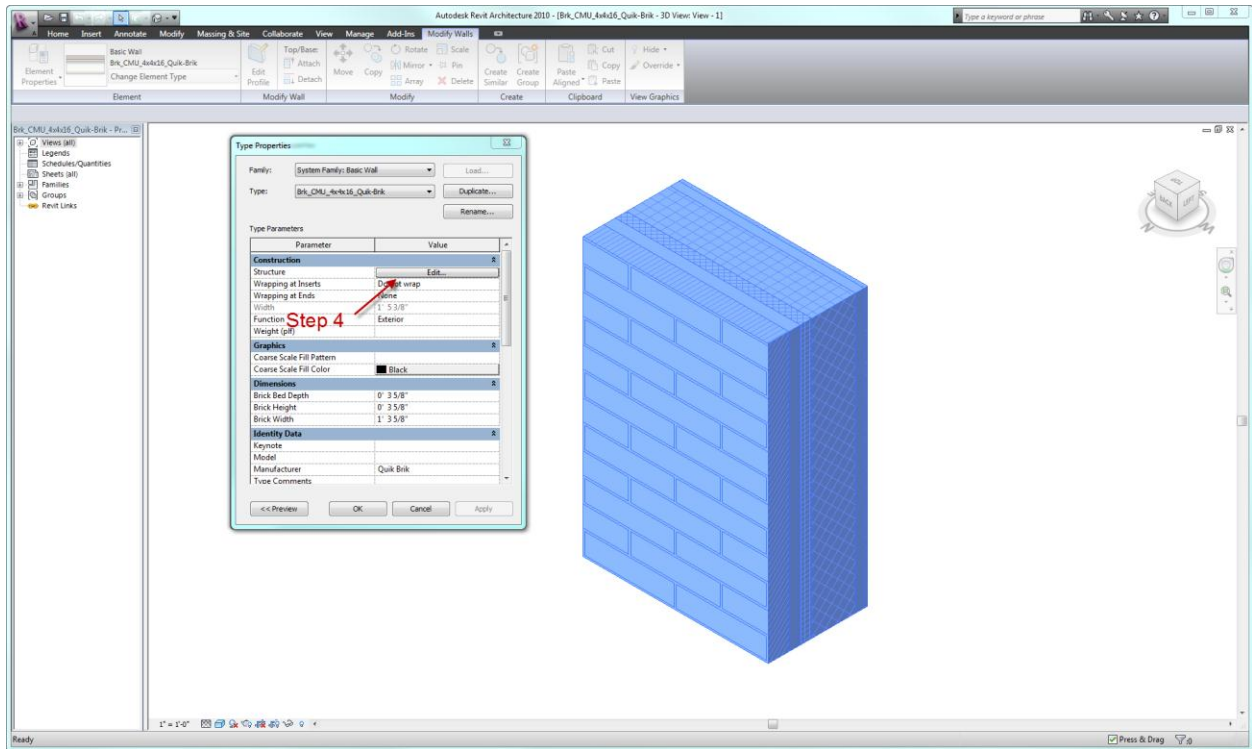 Autodesk Revit Architecture 2010 - [Brk_CMU_4x4x16_Quik-Brik - 3D View: View - 1]
Type a keyword or phrase
Home Insert Annotate Modify Massing & Site Collaborate View Manage Add-Ins Modify Walls
Element Properties
Basic Wall
Brk_CMU_4x4x16_Quik-Brik
Change Element Type
Edit Profile
Top/Base:
Attach
Detach
Move
Copy
Rotate
Scale
Mirror
Pin
Array
Delete
Create Similar
Create Group
Paste Aligned
Cut
Copy
Paste
Hide
Override
Element
Modify Wall
Modify
Create
Clipboard
View Graphics
Brk_CMU_4x4x16_Quik-Brik - Pr...
Views (all)
Legends
Schedules/Quantities
Sheets (all)
Families
Groups
Revit Links
Type Properties
Family: System Family: Basic Wall Load...
Type: Brk_CMU_4x4x16_Quik-Brik Duplicate...
Rename...
Type Parameters
Parameter Value
Construction
Structure Edit...
Wrapping at Inserts Do not wrap
Wrapping at Ends None
Width 1' 5 3/8"
Function Exterior
Step 4
Weight (plf)
Graphics
Coarse Scale Fill Pattern
Coarse Scale Fill Color Black
Dimensions
Brick Bed Depth 0' 3 5/8"
Brick Height 0' 3 5/8"
Brick Width 1' 3 5/8"
Identity Data
Keynote
Model
Manufacturer Quik Brik
Type Comments
<< Preview OK Cancel Apply
BACK LEFT
1" = 1'-0"
Ready
Press & Drag
:0